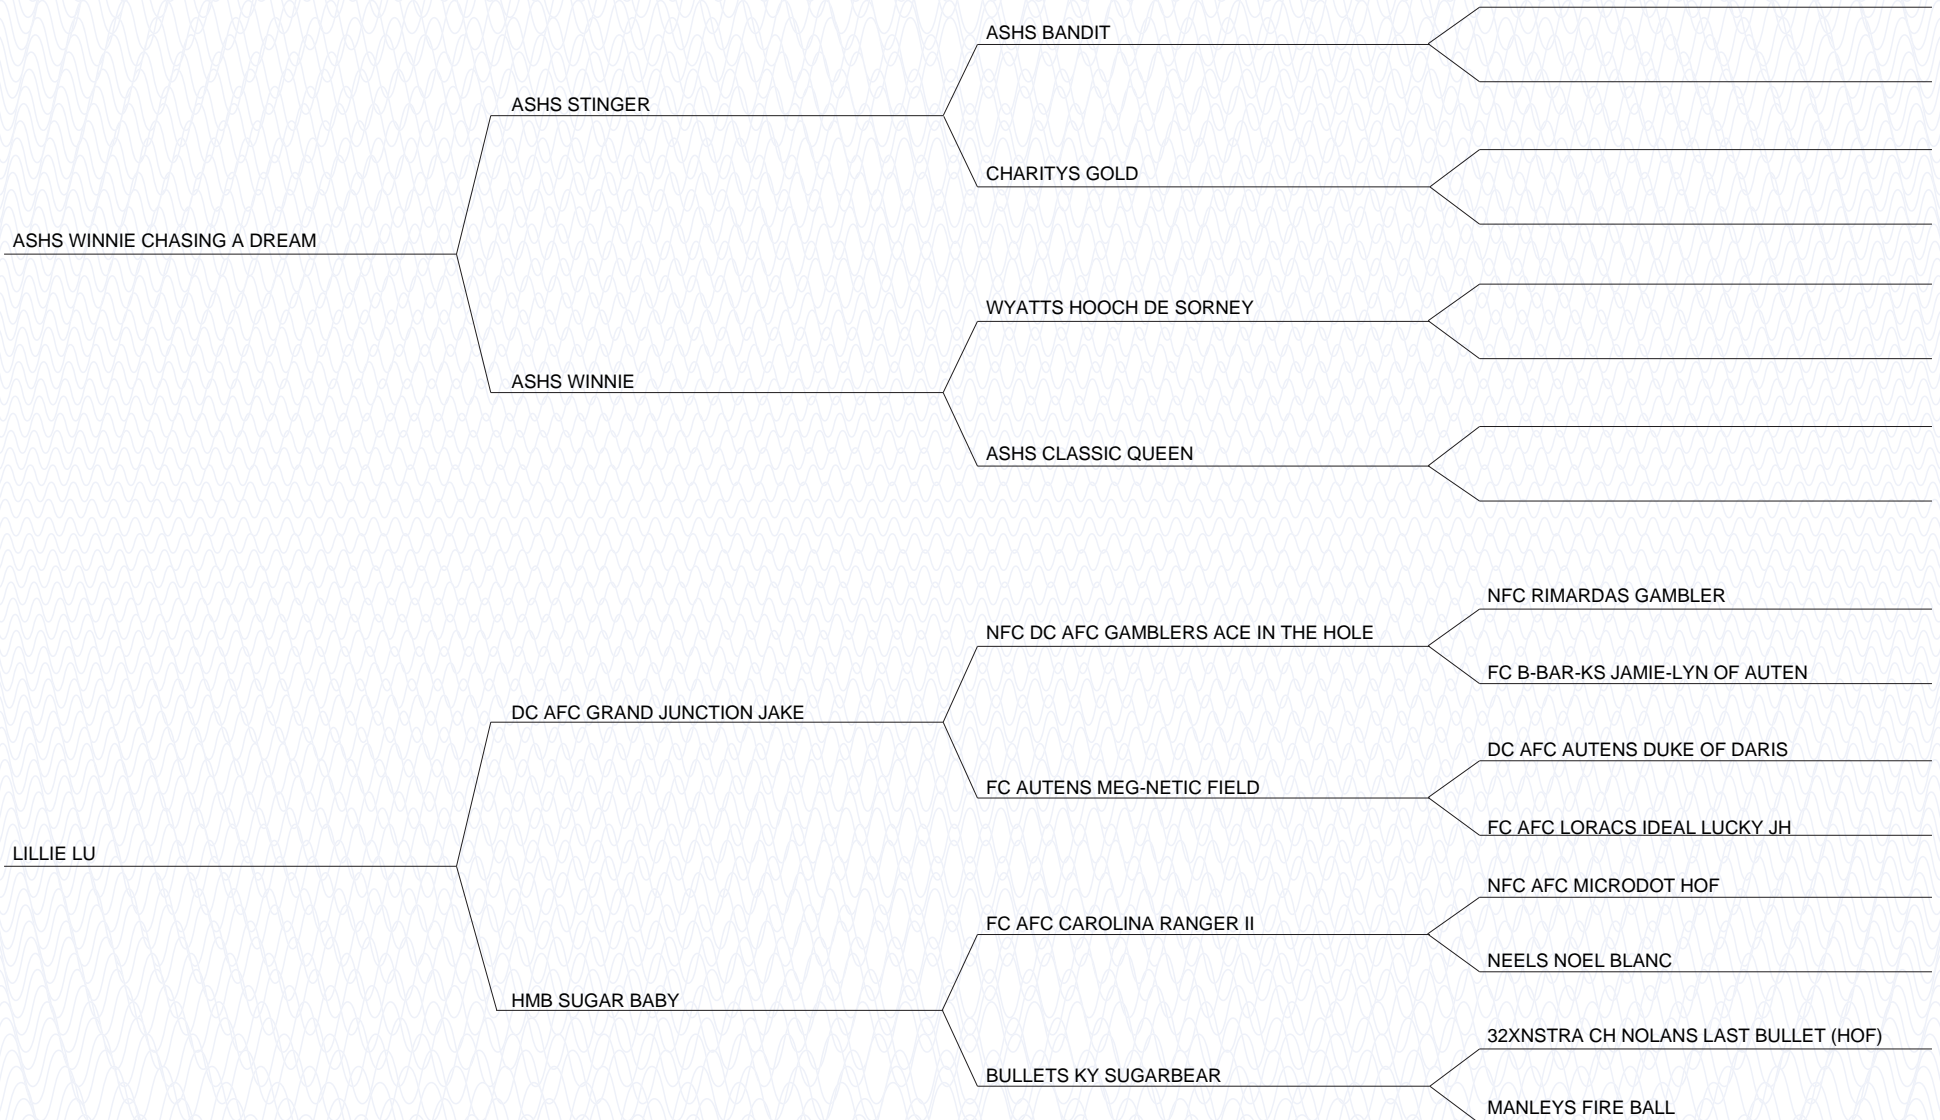 ASHS BANDIT
ASHS STINGER
CHARITYS GOLD
ASHS WINNIE CHASING A DREAM
WYATTS HOOCH DE SORNEY
ASHS WINNIE
ASHS CLASSIC QUEEN
NFC RIMARDAS GAMBLER
NFC DC AFC GAMBLERS ACE IN THE HOLE
FC B-BAR-KS JAMIE-LYN OF AUTEN
DC AFC GRAND JUNCTION JAKE
DC AFC AUTENS DUKE OF DARIS
FC AUTENS MEG-NETIC FIELD
FC AFC LORACS IDEAL LUCKY JH
LILLIE LU
NFC AFC MICRODOT HOF
FC AFC CAROLINA RANGER II
NEELS NOEL BLANC
HMB SUGAR BABY
32XNSTRA CH NOLANS LAST BULLET (HOF)
BULLETS KY SUGARBEAR
MANLEYS FIRE BALL